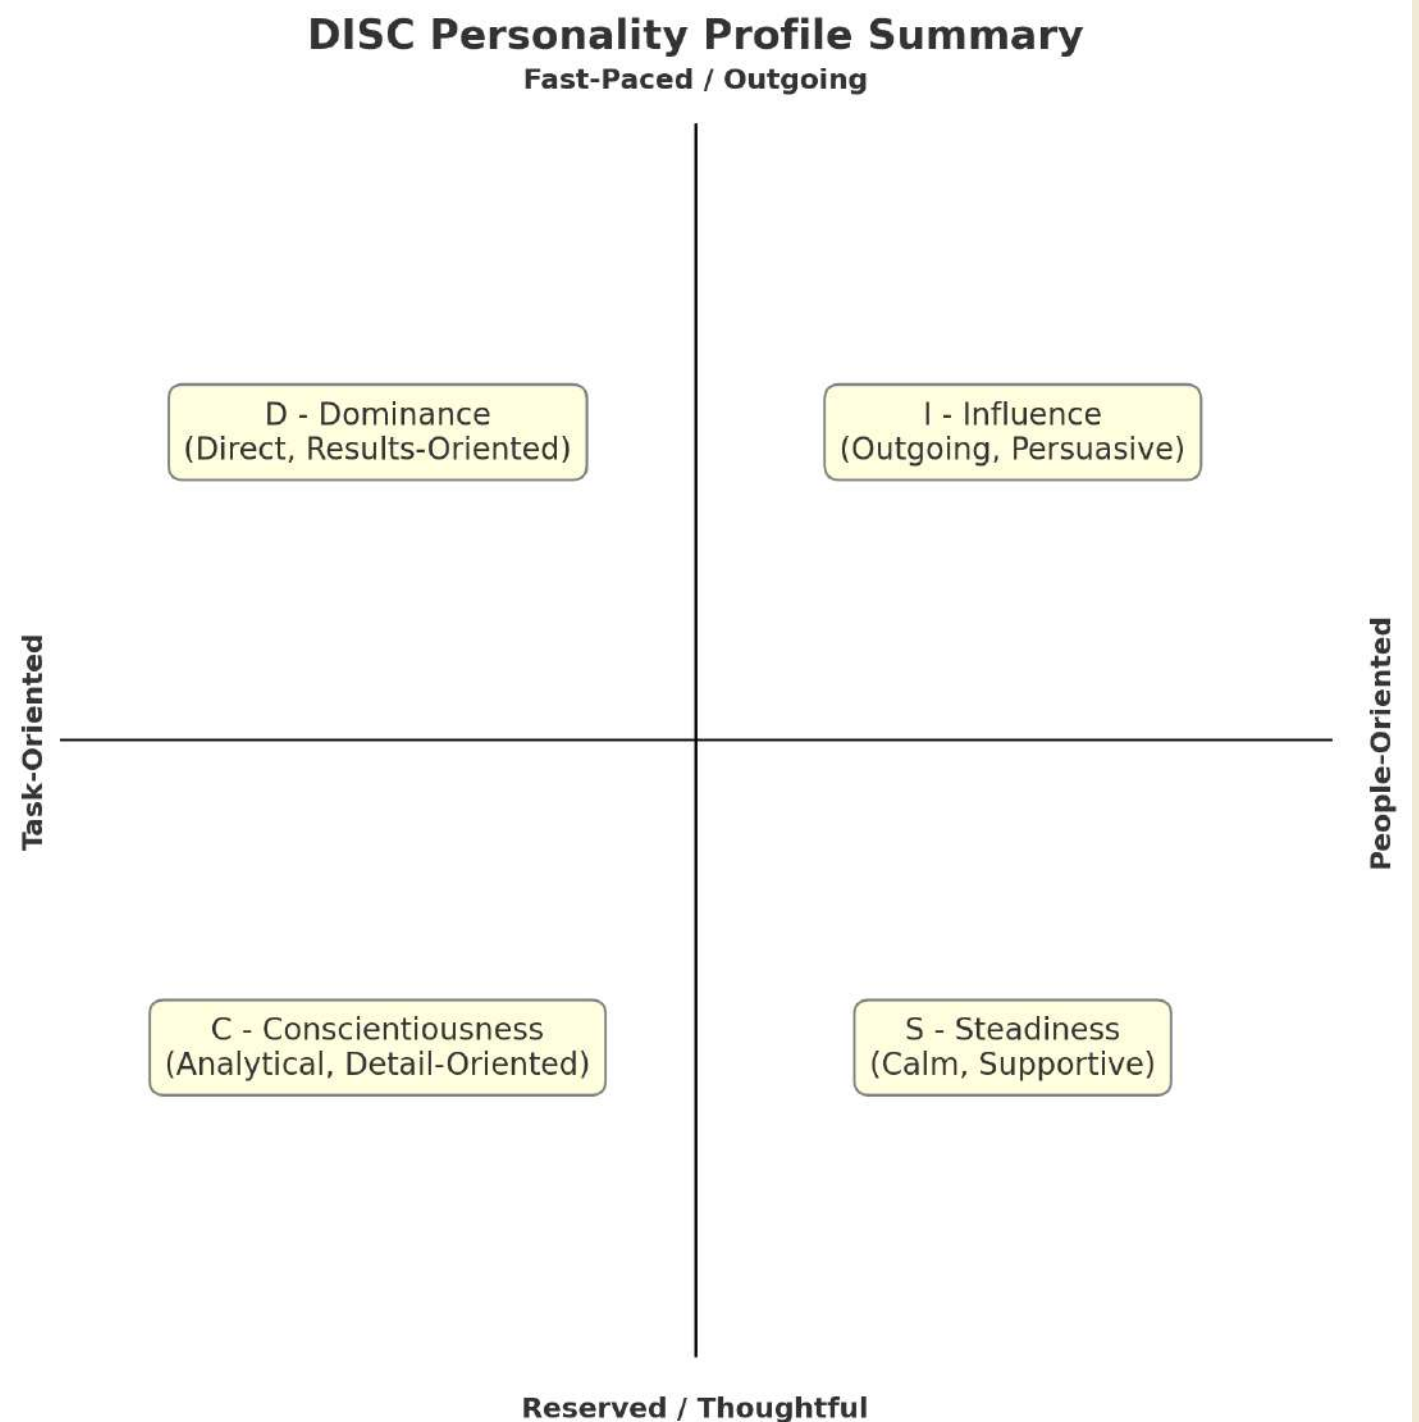 DISC Personality Profile Summary
Fast-Paced / Outgoing
D - Dominance
(Direct, Results-Oriented)
I - Influence
(Outgoing, Persuasive)
Task-Oriented
People-Oriented
C - Conscientiousness
(Analytical, Detail-Oriented)
S - Steadiness
(Calm, Supportive)
Reserved / Thoughtful